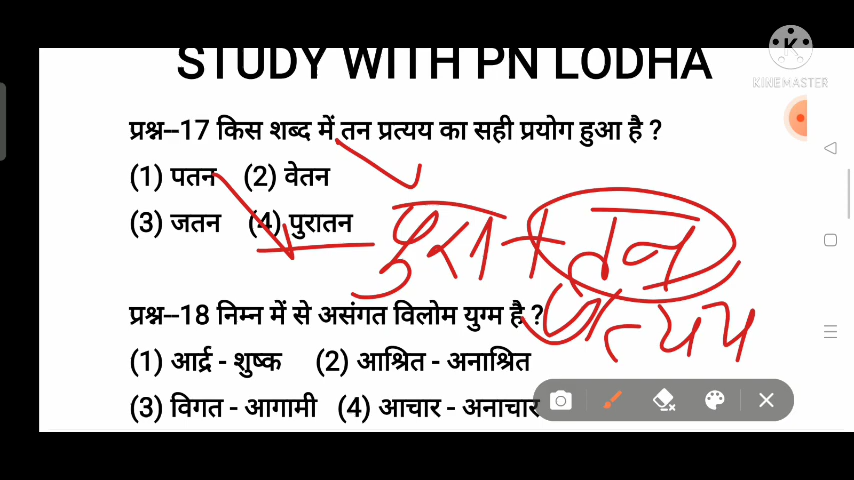 STUDY WITH PN LODHA
KINEMASTER
प्रश्न--17 किस शब्द में तन प्रत्यय का सही प्रयोग हुआ है ?
(1) पतन (2) वेतन
(3) जतन (4) पुरातन
पुरा + तन
प्रत्यय
प्रश्न--18 निम्न में से असंगत विलोम युग्म है ?
(1) आर्द्र - शुष्क (2) आश्रित - अनाश्रित
(3) विगत - आगामी (4) आचार - अनाचार